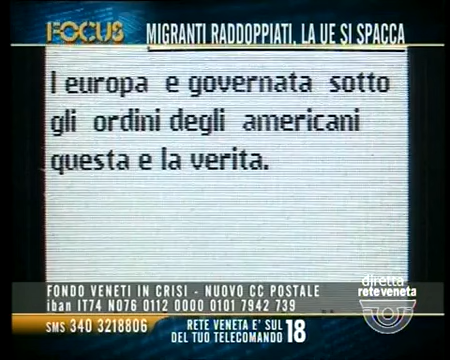 FOCUS
MIGRANTI RADDOPPIATI, LA UE SI SPACCA
l europa e governata sotto
gli ordini degli americani
questa e la verita.
diretta
reteveneta
FONDO VENETI IN CRISI - NUOVO CC POSTALE
iban IT74 N076 0112 0000 0101 7942 739
SMS 340 3218806
RETE VENETA E' SUL
DEL TUO TELECOMANDO 18